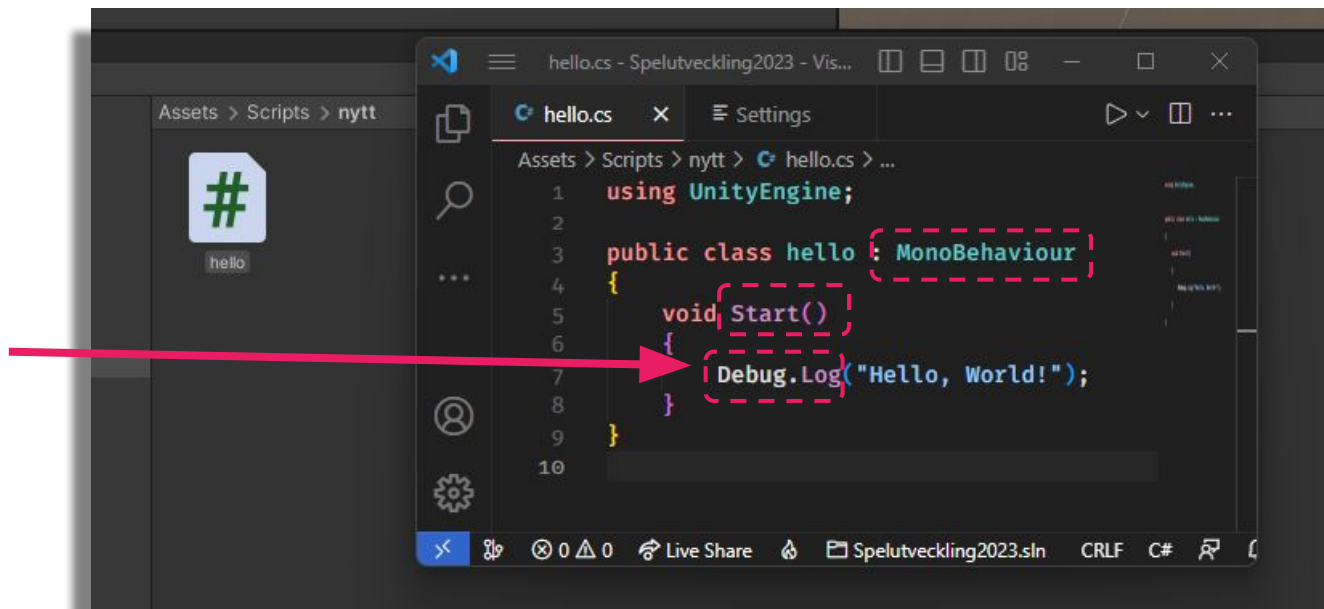 Assets > Scripts > nytt
#
hello
hello.cs - Spelutveckling2023 - Vis...
C# hello.cs × Settings
Assets > Scripts > nytt > C# hello.cs > ...
1 using UnityEngine;
2
3 public class hello : MonoBehaviour
4 {
5 void Start()
6 {
7 Debug.Log("Hello, World!");
8 }
9 }
10
0 0 Live Share Spelutveckling2023.sln CRLF C#